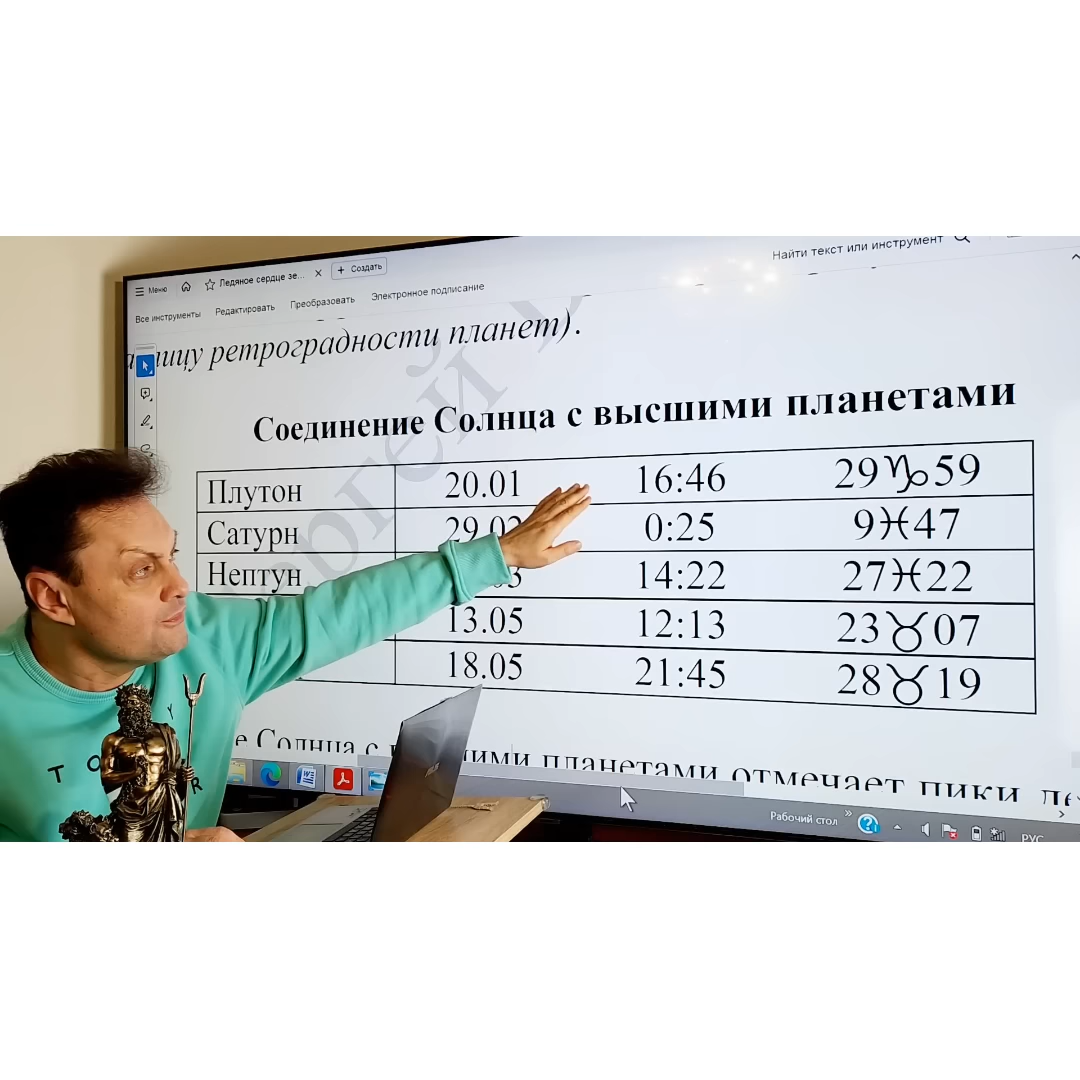 Меню
Ледяное сердце зе...
+ Создать
Найти текст или инструмент
Все инструменты
Редактировать
Преобразовать
Электронное подписание
ретроградности планет).
Соединение Солнца с высшими планетами
Плутон 20.01 16:46 29♑59
Сатурн 29.02 0:25 9♓47
Нептун 14:22 27♓22
13.05 12:13 23♉07
18.05 21:45 28♉19
Солнца с планетами отмечает пики
Рабочий стол
РУС